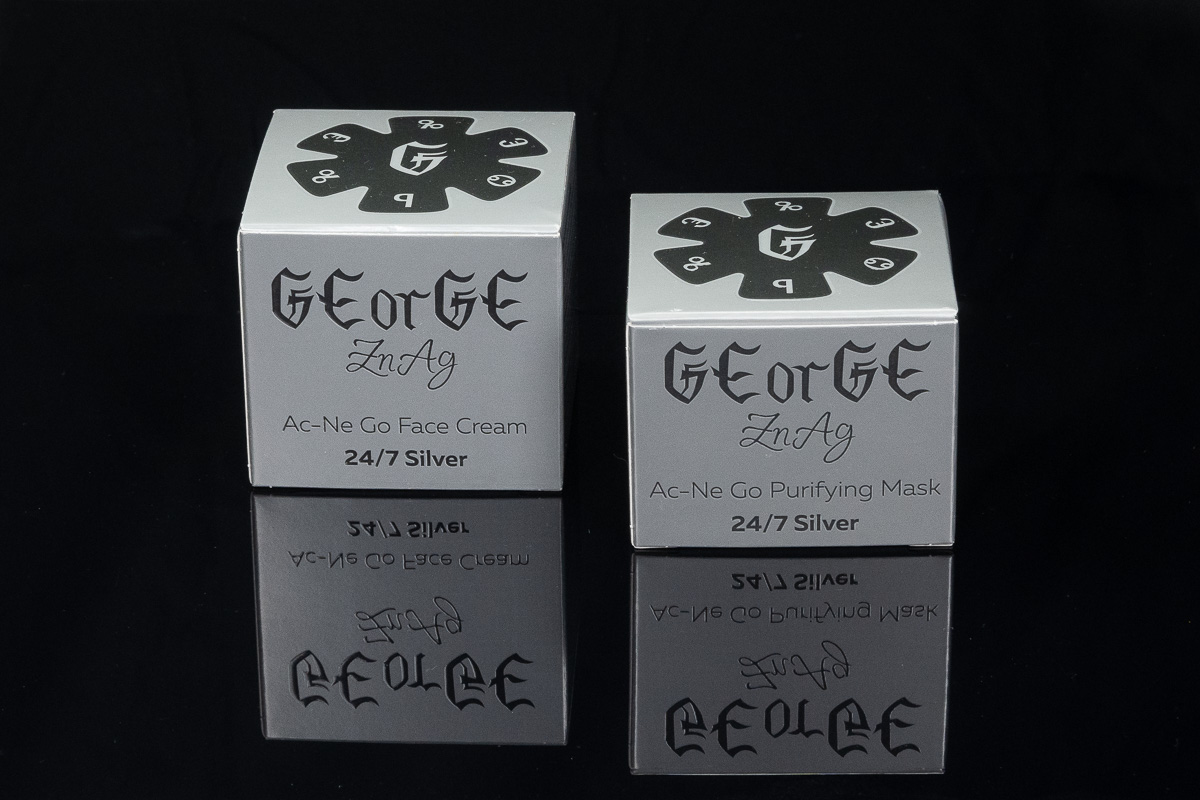 G
GEorGE
ZnAg
Ac-Ne Go Face Cream
24/7 Silver
G
GEorGE
ZnAg
Ac-Ne Go Purifying Mask
24/7 Silver